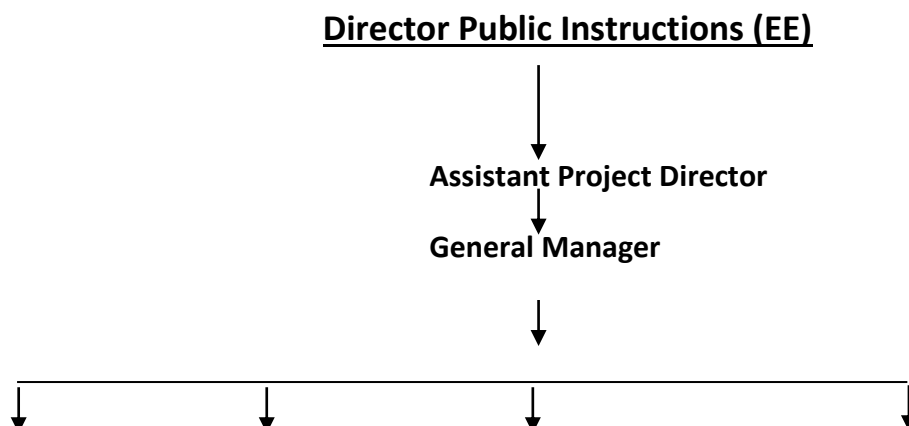 Director Public Instructions (EE)
Assistant Project Director
General Manager